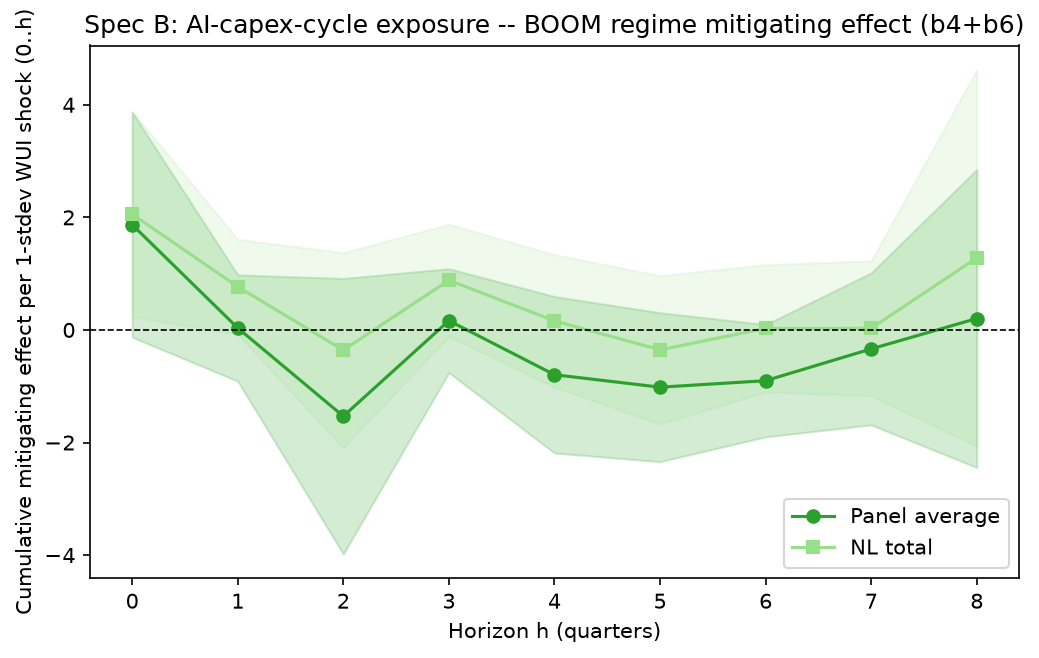 Spec B: AI-capex-cycle exposure -- BOOM regime mitigating effect (b4+b6)
Cumulative mitigating effect per 1-stdev WUI shock (0..h)
4
2
0
−2
−4
Panel average
NL total
0 1 2 3 4 5 6 7 8
Horizon h (quarters)